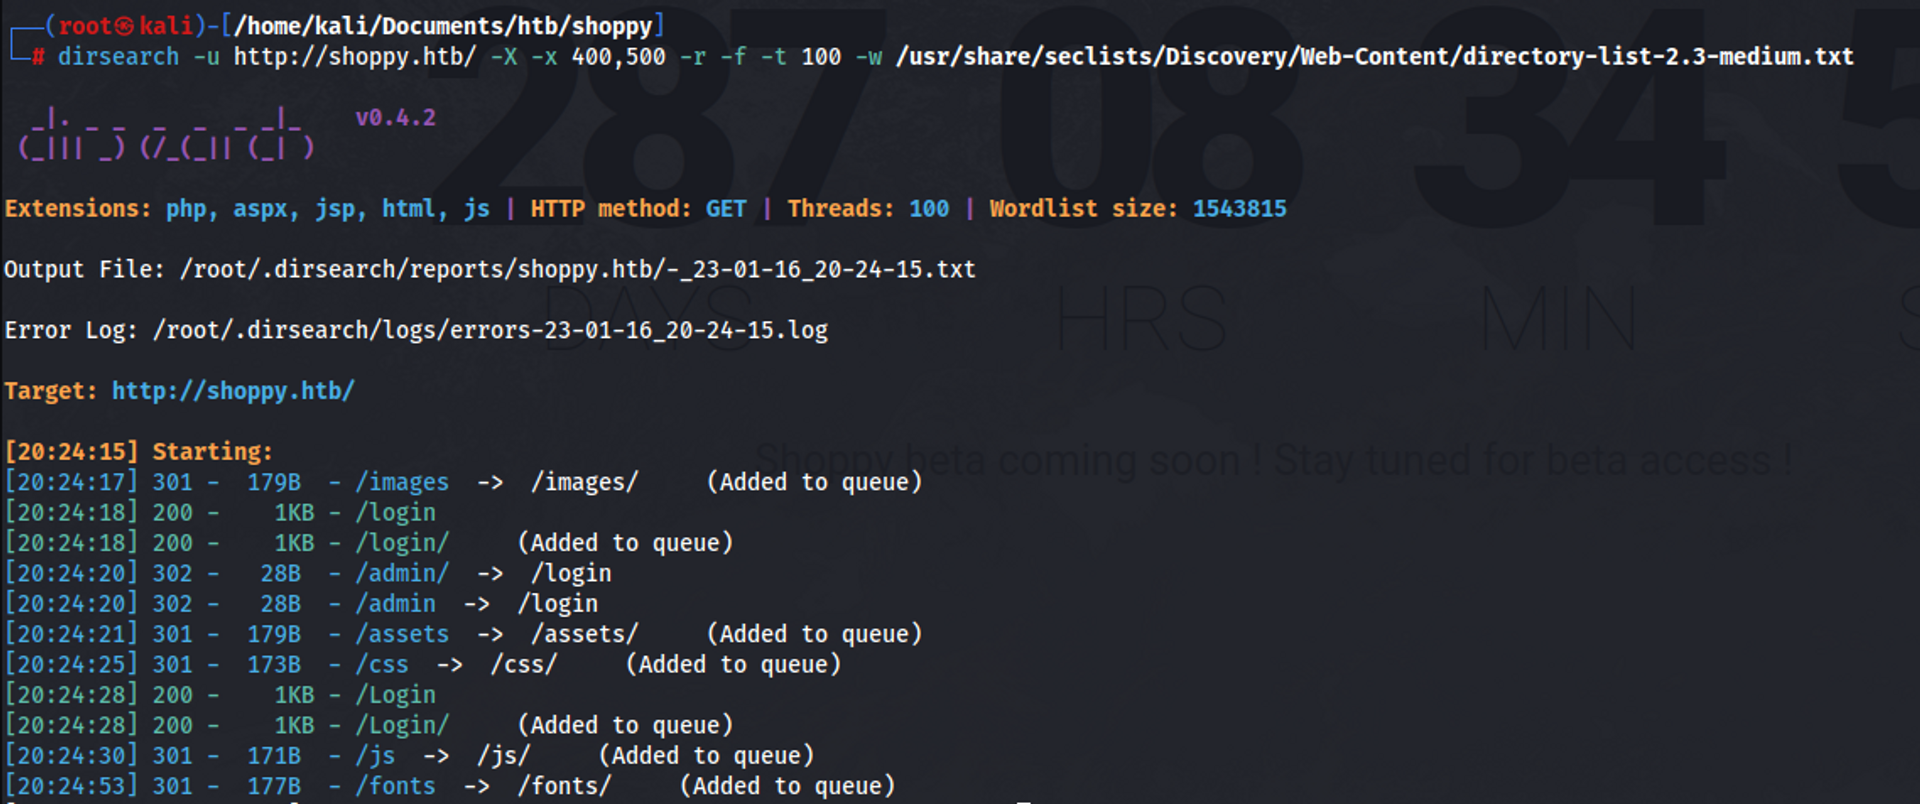 (root㉿kali)-[/home/kali/Documents/htb/shoppy]
# dirsearch -u http://shoppy.htb/ -X -x 400,500 -r -f -t 100 -w /usr/share/seclists/Discovery/Web-Content/directory-list-2.3-medium.txt
287 08 34 5
_|. _ _  _  _  _ _|_    v0.4.2
(_||| _) (/_(_|| (_| )
Extensions: php, aspx, jsp, html, js | HTTP method: GET | Threads: 100 | Wordlist size: 1543815
Output File: /root/.dirsearch/reports/shoppy.htb/-_23-01-16_20-24-15.txt
DAYS HRS MIN S
Error Log: /root/.dirsearch/logs/errors-23-01-16_20-24-15.log
Target: http://shoppy.htb/
[20:24:15] Starting:
Shoppy beta coming soon ! Stay tuned for beta access !
[20:24:17] 301 -  179B  - /images  ->  /images/     (Added to queue)
[20:24:18] 200 -    1KB - /login
[20:24:18] 200 -    1KB - /login/     (Added to queue)
[20:24:20] 302 -   28B  - /admin/  ->  /login
[20:24:20] 302 -   28B  - /admin  ->  /login
[20:24:21] 301 -  179B  - /assets  ->  /assets/     (Added to queue)
[20:24:25] 301 -  173B  - /css  ->  /css/     (Added to queue)
[20:24:28] 200 -    1KB - /Login
[20:24:28] 200 -    1KB - /Login/     (Added to queue)
[20:24:30] 301 -  171B  - /js  ->  /js/     (Added to queue)
[20:24:53] 301 -  177B  - /fonts  ->  /fonts/     (Added to queue)